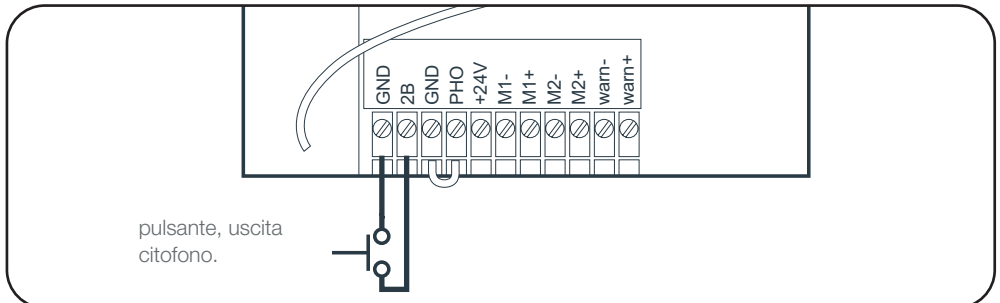 GND
2B
GND
PHO
+24V
M1-
M1+
M2-
M2+
warn-
warn+
pulsante, uscita
citofono.